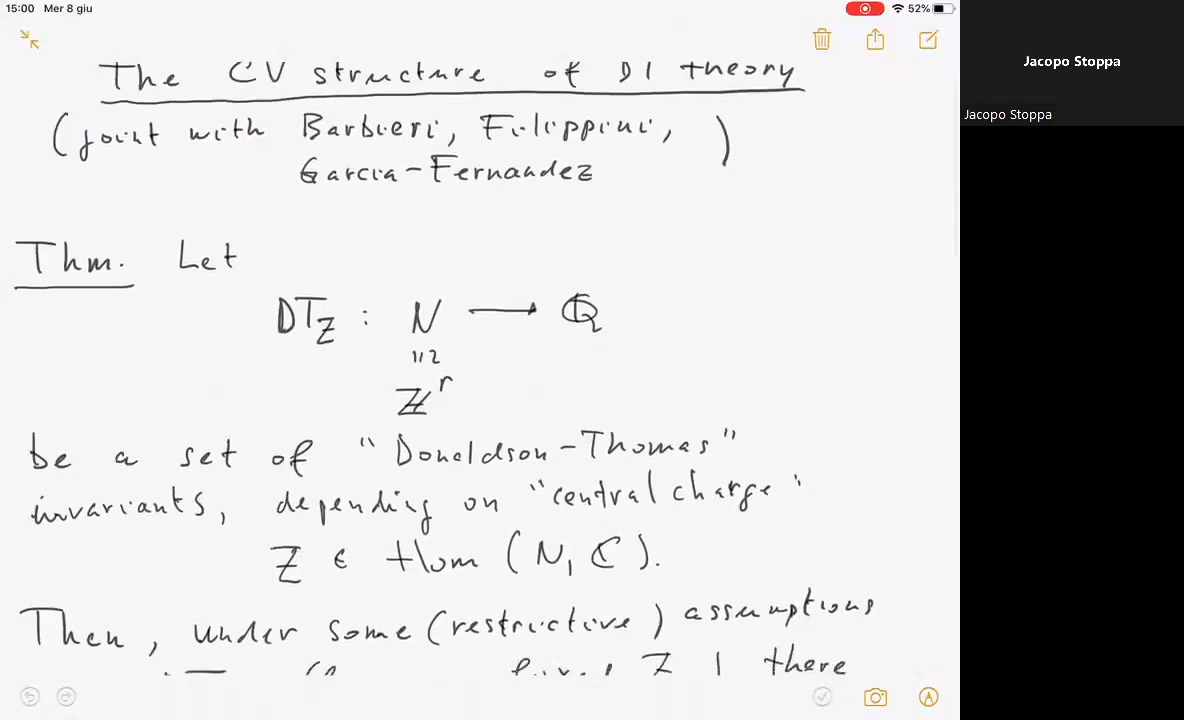 15:00 Mer 8 giu
52%
The CV structure of DT theory
(joint with Barbieri, Filippini,
Garcia-Fernandez )
Thm. Let
DT_Z : N ⟶ ℚ
≅
ℤ^r
be a set of "Donaldson-Thomas"
invariants, depending on "central charge"
Z ∈ Hom (N, ℂ).
Then, under some (restrictive) assumptions
Z there
Jacopo Stoppa
Jacopo Stoppa